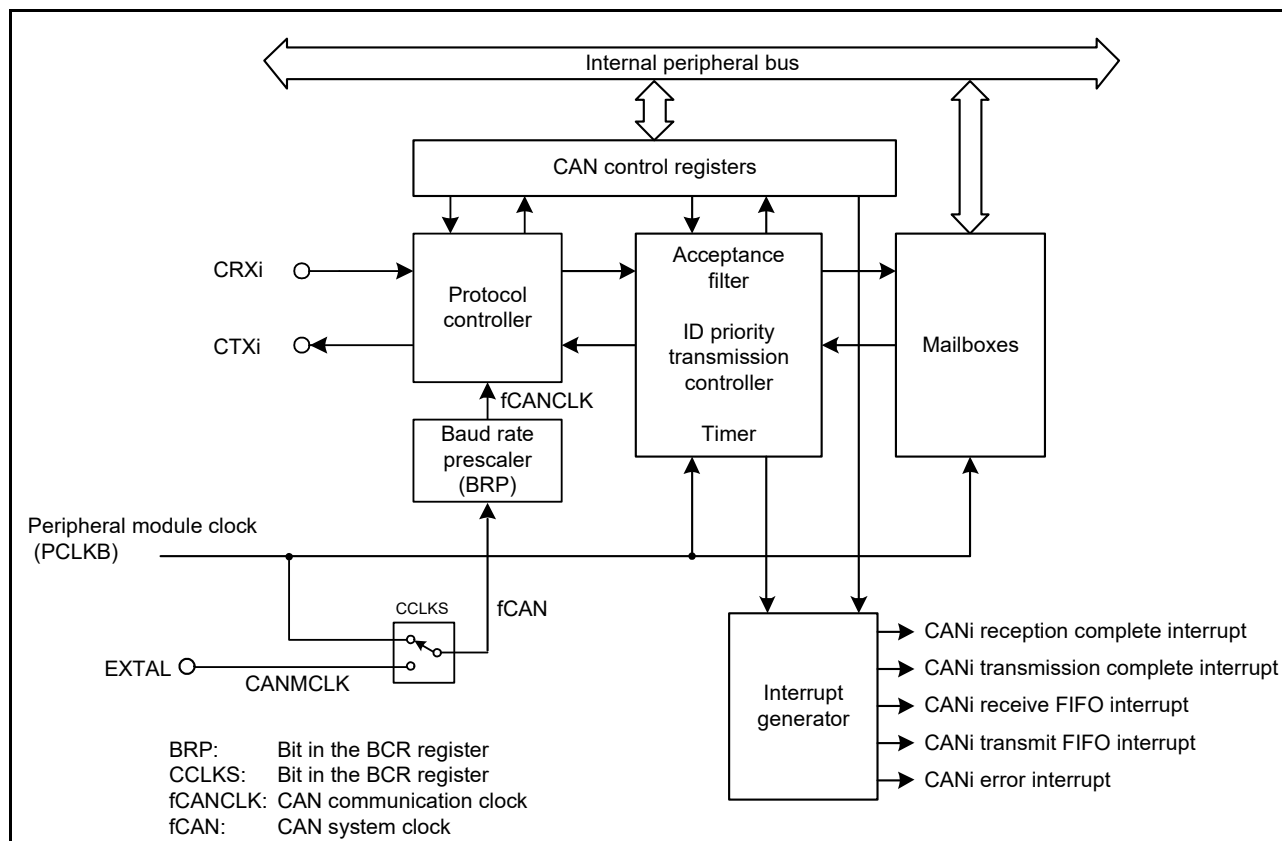 Internal peripheral bus
CAN control registers
CRXi
CTXi
Protocol
controller
Acceptance
filter
ID priority
transmission
controller
Timer
Mailboxes
fCANCLK
Baud rate
prescaler
(BRP)
Peripheral module clock
(PCLKB)
CCLKS
fCAN
EXTAL
CANMCLK
Interrupt
generator
CANi reception complete interrupt
CANi transmission complete interrupt
CANi receive FIFO interrupt
CANi transmit FIFO interrupt
CANi error interrupt
BRP: Bit in the BCR register
CCLKS: Bit in the BCR register
fCANCLK: CAN communication clock
fCAN: CAN system clock